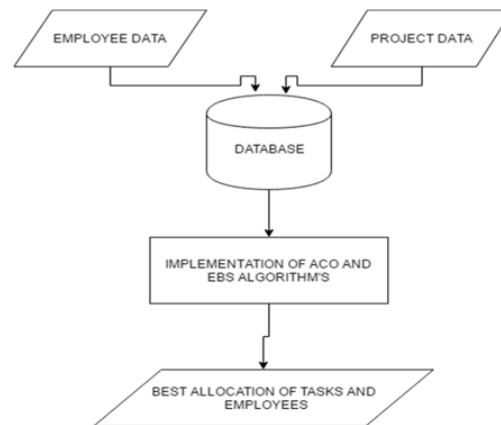 EMPLOYEE DATA
PROJECT DATA
DATABASE
IMPLEMENTATION OF ACO AND
EBS ALGORITHM'S
BEST ALLOCATION OF TASKS AND
EMPLOYEES